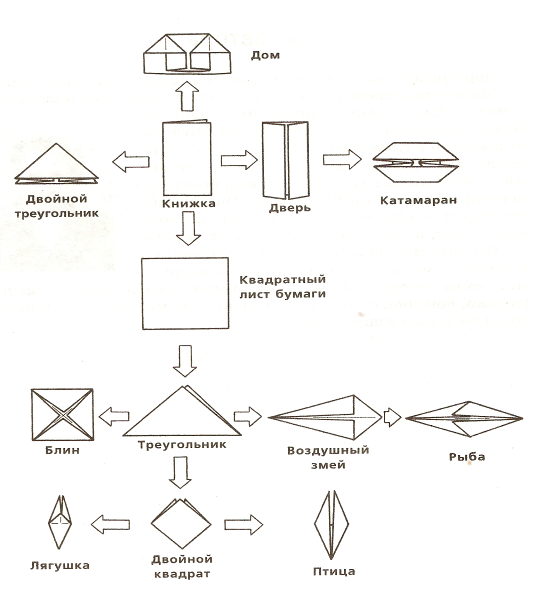 Дом
Двойной
треугольник
Книжка
Дверь
Катамаран
Квадратный
лист бумаги
Блин
Треугольник
Воздушный
змей
Рыба
Лягушка
Двойной
квадрат
Птица